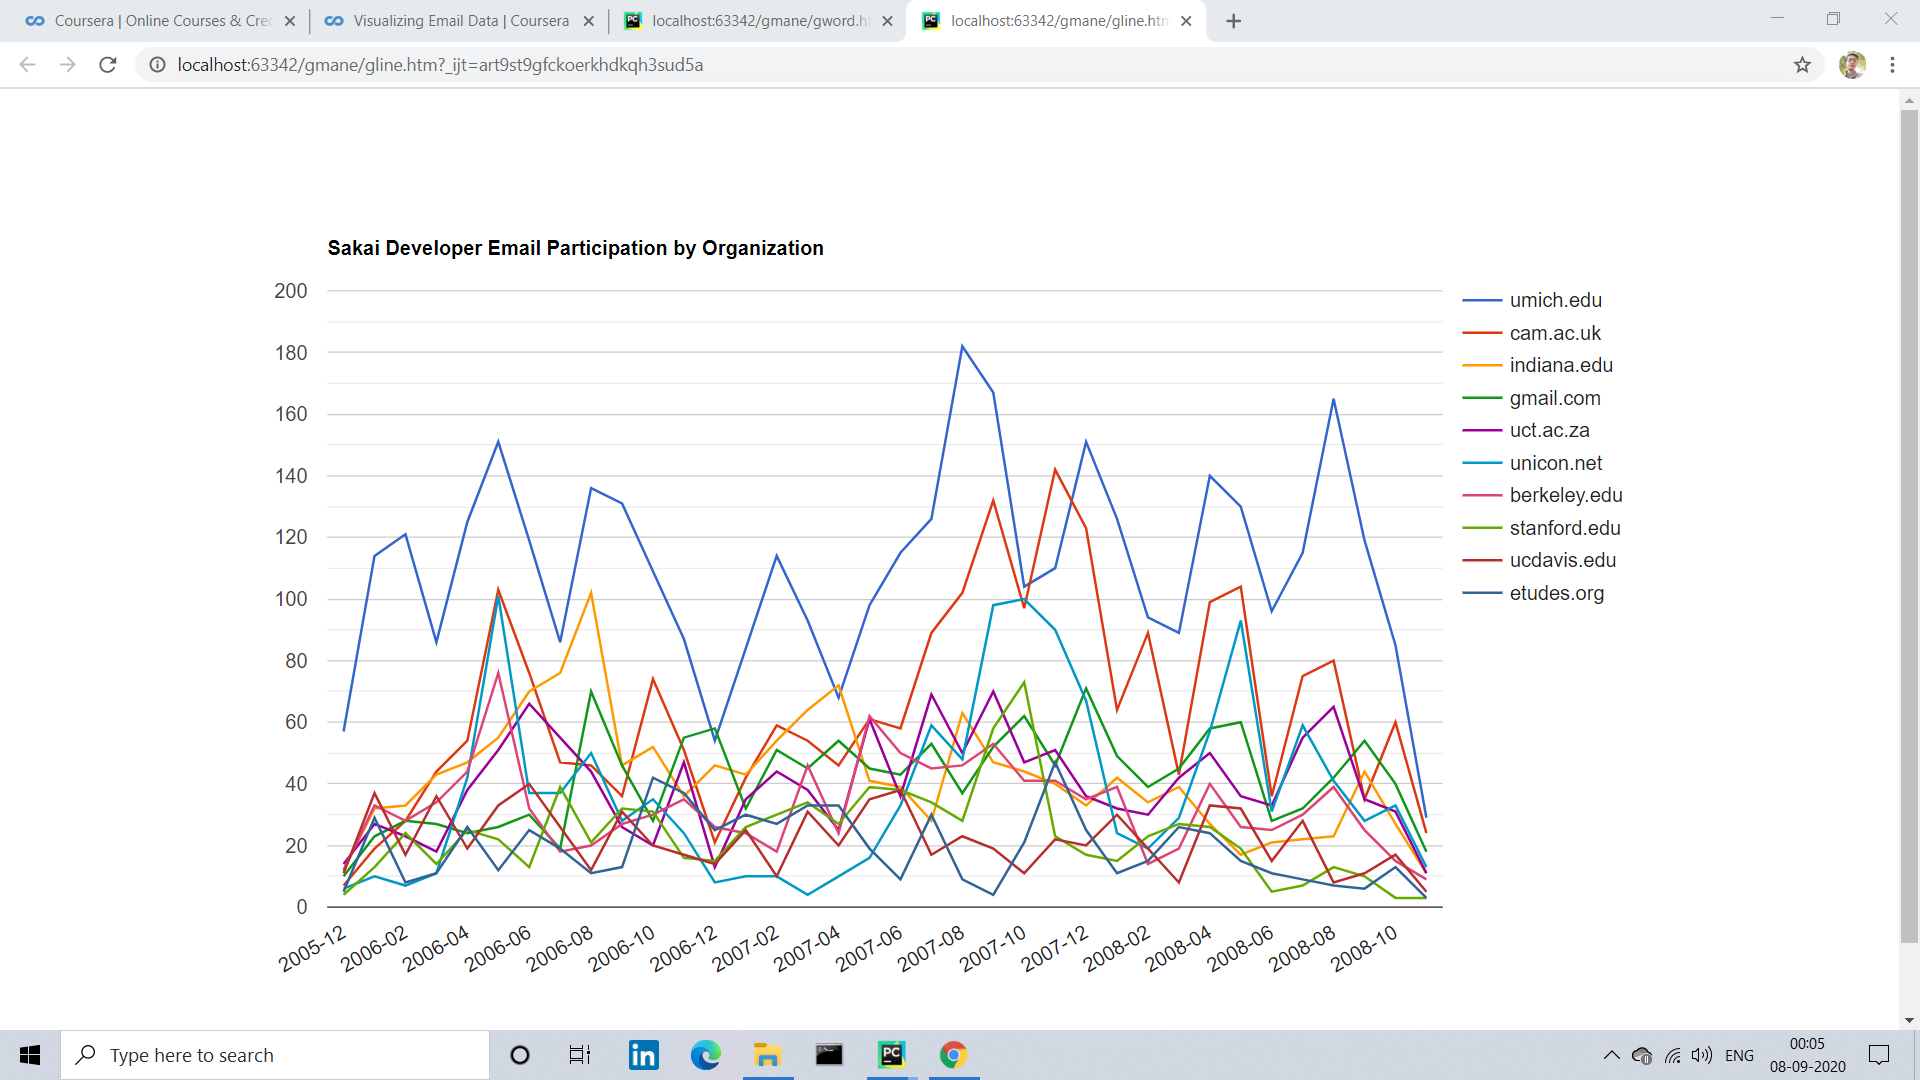 Coursera | Online Courses & Cre
Visualizing Email Data | Coursera
localhost:63342/gmane/gword.h
localhost:63342/gmane/gline.htm
localhost:63342/gmane/gline.htm?_ijt=art9st9gfckoerkhdkqh3sud5a
Sakai Developer Email Participation by Organization
200
180
160
140
120
100
80
60
40
20
0
umich.edu
cam.ac.uk
indiana.edu
gmail.com
uct.ac.za
unicon.net
berkeley.edu
stanford.edu
ucdavis.edu
etudes.org
2005-12
2006-02
2006-04
2006-06
2006-08
2006-10
2006-12
2007-02
2007-04
2007-06
2007-08
2007-10
2007-12
2008-02
2008-04
2008-06
2008-08
2008-10
Type here to search
in
PC
ENG
00:05
08-09-2020